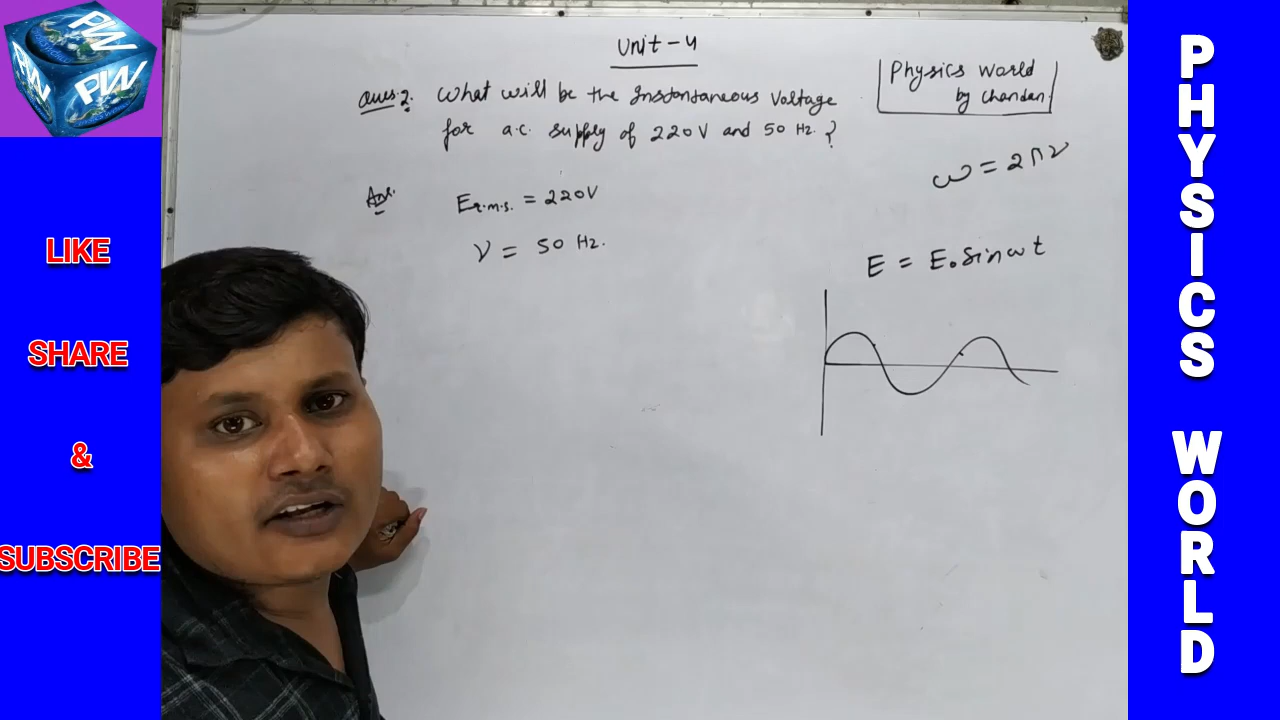 PW
PW
PW
LIKE
SHARE
&
SUBSCRIBE
Unit-4
Ques.2. What will be the Instantaneous Voltage
for a.c. supply of 220V and 50 Hz. ?
Physics World
by Chandan.
ω = 2πν
Ans.
Er.m.s. = 220V
ν = 50 Hz.
E = E₀ sin ωt
PHYSICS WORLD